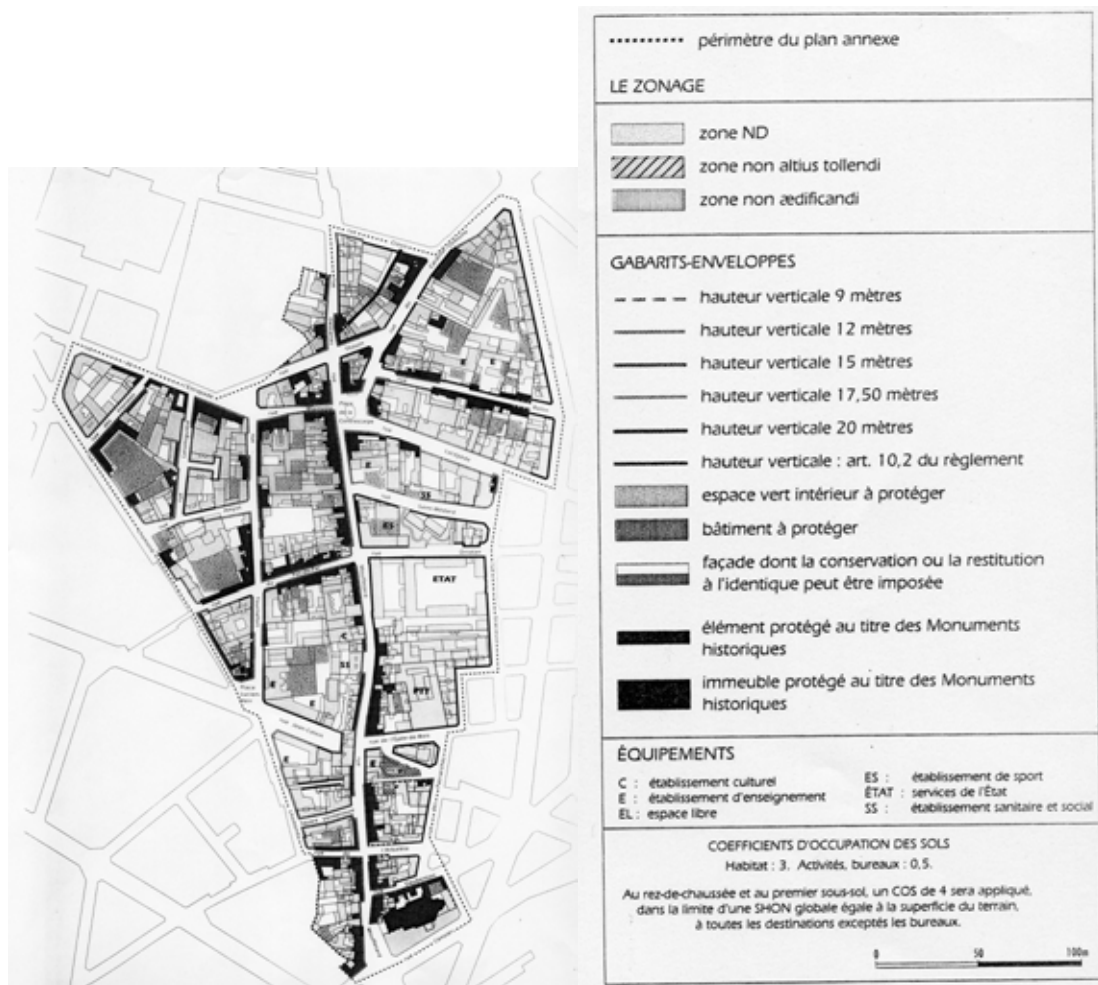 périmètre du plan annexe
LE ZONAGE
zone ND
zone non altius tollendi
zone non ædificandi
GABARITS-ENVELOPPES
hauteur verticale 9 mètres
hauteur verticale 12 mètres
hauteur verticale 15 mètres
hauteur verticale 17,50 mètres
hauteur verticale 20 mètres
hauteur verticale : art. 10,2 du règlement
espace vert intérieur à protéger
bâtiment à protéger
façade dont la conservation ou la restitution
à l'identique peut être imposée
élément protégé au titre des Monuments
historiques
immeuble protégé au titre des Monuments
historiques
ÉQUIPEMENTS
C : établissement culturel
E : établissement d'enseignement
EL : espace libre
ES : établissement de sport
ÉTAT : services de l'État
SS : établissement sanitaire et social
COEFFICIENTS D'OCCUPATION DES SOLS
Habitat : 3. Activités, bureaux : 0,5.
Au rez-de-chaussée et au premier sous-sol, un COS de 4 sera appliqué,
dans la limite d'une SHON globale égale à la superficie du terrain,
à toutes les destinations exceptés les bureaux.
0 50 100m
E E
Place
de la
Contrescarpe
E
SS
ES
ETAT
C
SS
E
E
E